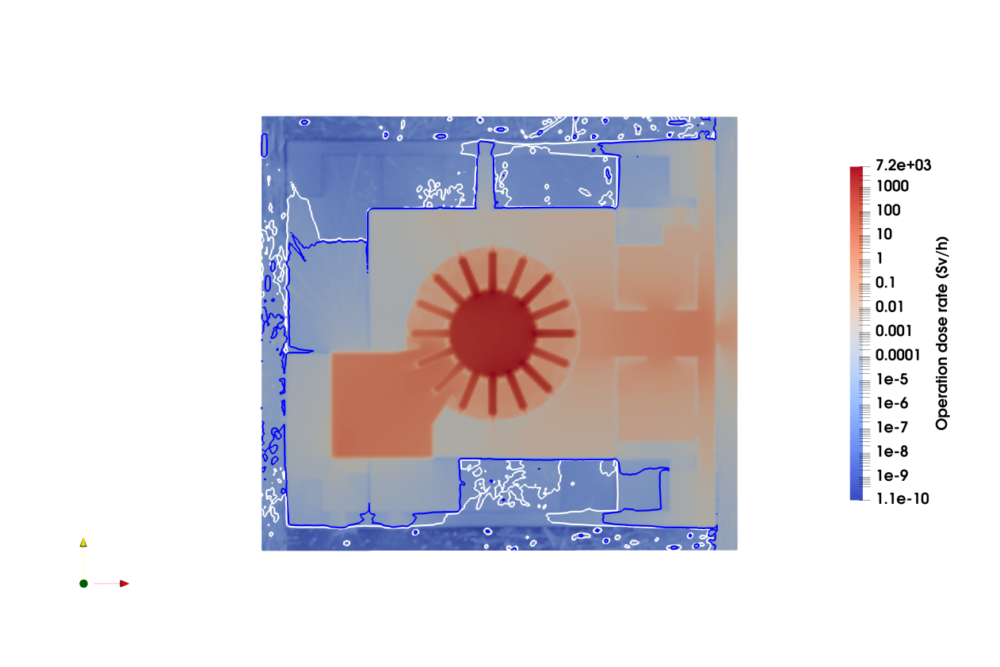 7.2e+03
1000
100
10
1
0.1
0.01
0.001
0.0001
1e-5
1e-6
1e-7
1e-8
1e-9
1.1e-10
Operation dose rate (Sv/h)